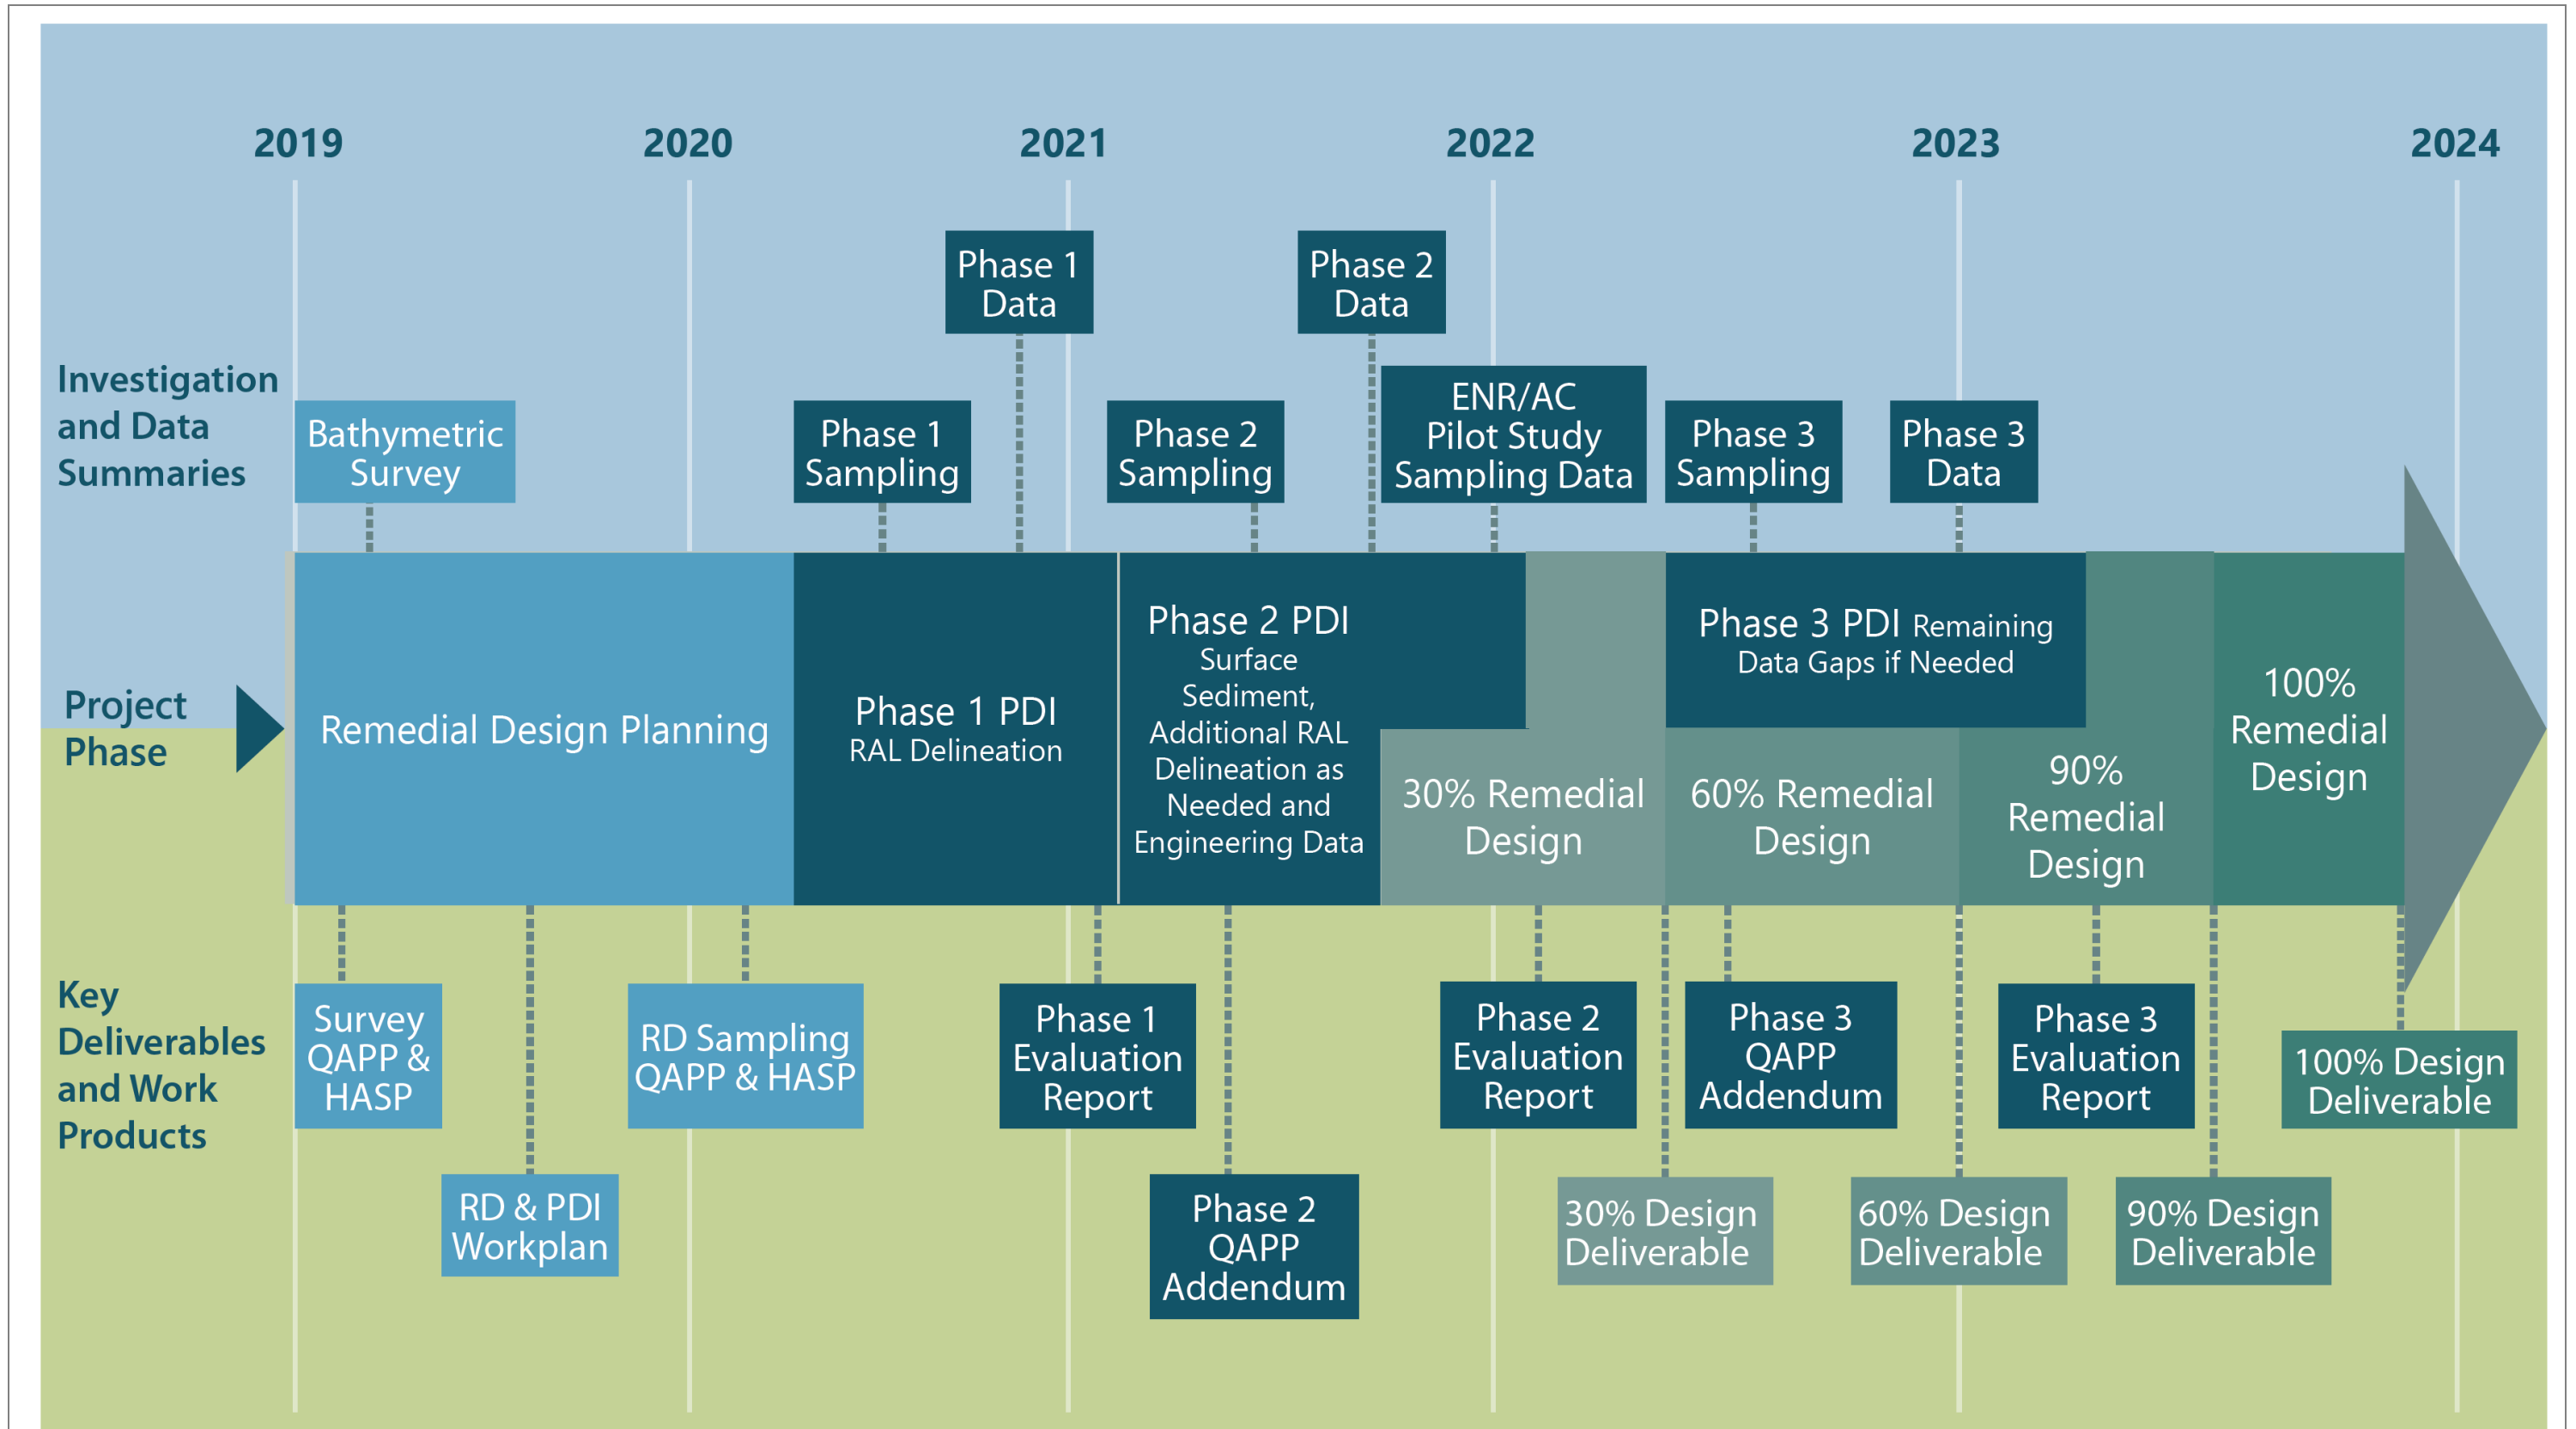 2019
2020
2021
2022
2023
2024
Investigation
and Data
Summaries
Bathymetric
Survey
Phase 1
Sampling
Phase 1
Data
Phase 2
Sampling
Phase 2
Data
ENR/AC
Pilot Study
Sampling Data
Phase 3
Sampling
Phase 3
Data
Project
Phase
Remedial Design Planning
Phase 1 PDI
RAL Delineation
Phase 2 PDI
Surface
Sediment,
Additional RAL
Delineation as
Needed and
Engineering Data
30% Remedial
Design
Phase 3 PDI Remaining
Data Gaps if Needed
60% Remedial
Design
90%
Remedial
Design
100%
Remedial
Design
Key
Deliverables
and Work
Products
Survey
QAPP &
HASP
RD & PDI
Workplan
RD Sampling
QAPP & HASP
Phase 1
Evaluation
Report
Phase 2
QAPP
Addendum
Phase 2
Evaluation
Report
30% Design
Deliverable
Phase 3
QAPP
Addendum
60% Design
Deliverable
Phase 3
Evaluation
Report
90% Design
Deliverable
100% Design
Deliverable